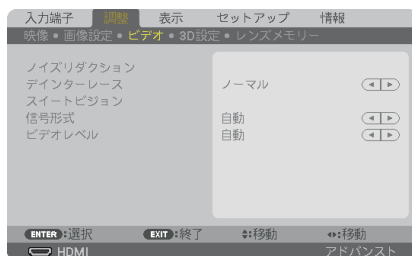 入力端子 調整 表示 セットアップ 情報
映像 • 画像設定 • ビデオ • 3D設定 • レンズメモリー
ノイズリダクション
デインターレース ノーマル
スイートビジョン
信号形式 自動
ビデオレベル 自動
ENTER :選択 EXIT :終了 :移動 :移動
HDMI アドバンスト